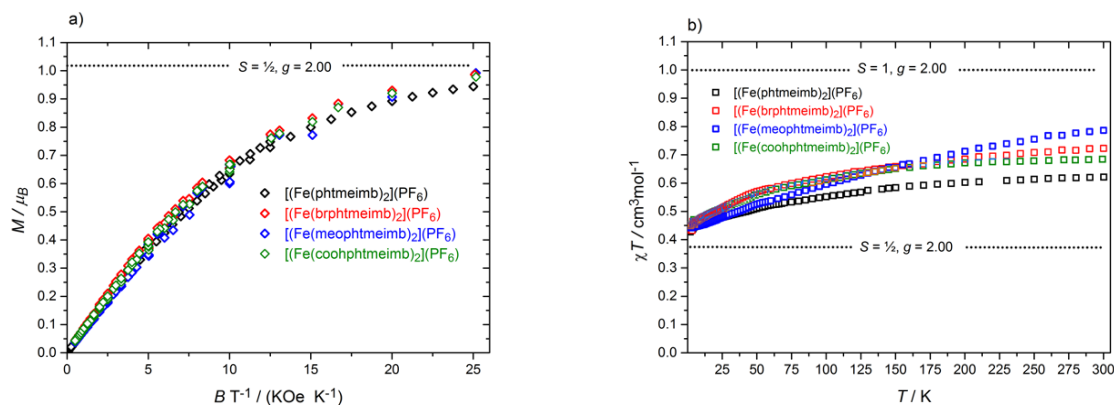 a)
1.1
1.0
0.9
0.8
0.7
0.6
0.5
0.4
0.3
0.2
0.1
0.0
M / μB
S = ½, g = 2.00
[(Fe(phtmeimb)2](PF6)
[(Fe(brphtmeimb)2](PF6)
[(Fe(meophtmeimb)2](PF6)
[(Fe(coohphtmeimb)2](PF6)
0 5 10 15 20 25
B T-1 / (KOe K-1)
b)
1.1
1.0
0.9
0.8
0.7
0.6
0.5
0.4
0.3
0.2
0.1
0.0
χT / cm3mol-1
S = 1, g = 2.00
[(Fe(phtmeimb)2](PF6)
[(Fe(brphtmeimb)2](PF6)
[(Fe(meophtmeimb)2](PF6)
[(Fe(coohphtmeimb)2](PF6)
S = ½, g = 2.00
25 50 75 100 125 150 175 200 225 250 275 300
T / K